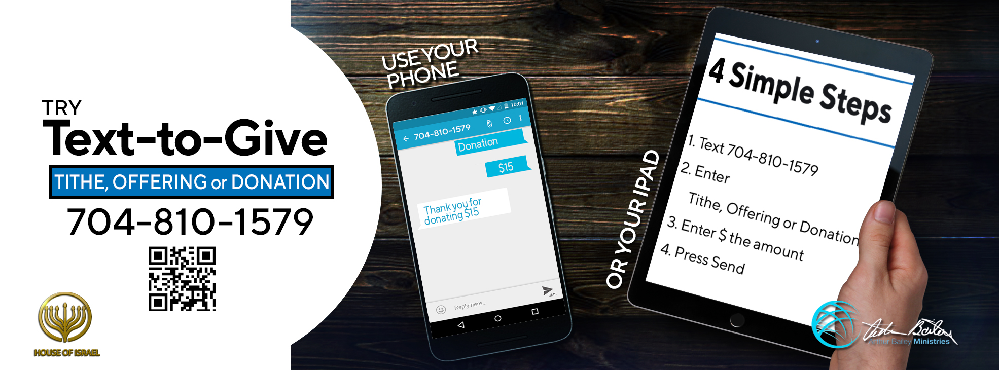 TRY
Text-to-Give
TITHE, OFFERING or DONATION
704-810-1579
HOUSE OF ISRAEL
USE YOUR
PHONE
10:01
704-810-1579
Donation
$15
Thank you for
donating $15
Reply here...
SMS
OR YOUR IPAD
4 Simple Steps
1. Text 704-810-1579
2. Enter
Tithe, Offering or Donation
3. Enter $ the amount
4. Press Send
Arthur Bailey
Arthur Bailey Ministries